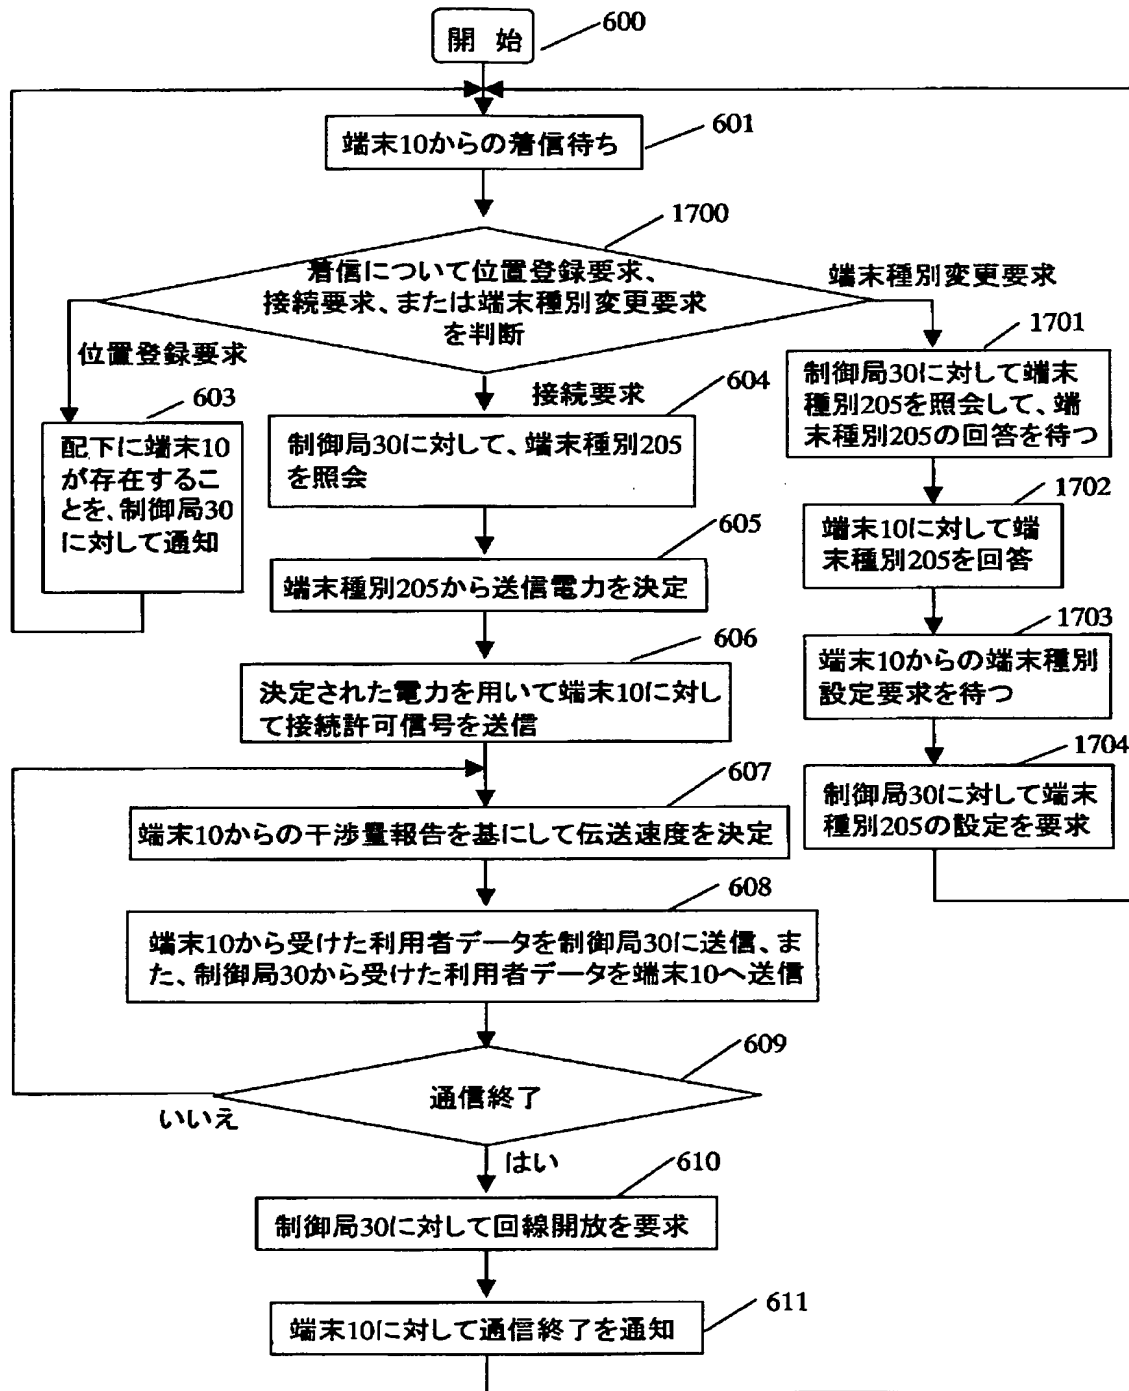 開 始
600
端末10からの着信待ち
601
1700
着信について位置登録要求、
接続要求、または端末種別変更要求
を判断
端末種別変更要求
位置登録要求
接続要求
603
配下に端末10
が存在するこ
とを、制御局30
に対して通知
604
制御局30に対して、端末種別205
を照会
605
端末種別205から送信電力を決定
606
決定された電力を用いて端末10に対し
て接続許可信号を送信
607
端末10からの干渉量報告を基にして伝送速度を決定
608
端末10から受けた利用者データを制御局30に送信、ま
た、制御局30から受けた利用者データを端末10へ送信
609
通信終了
いいえ
はい
610
制御局30に対して回線開放を要求
611
端末10に対して通信終了を通知
1701
制御局30に対して端末
種別205を照会して、端
末種別205の回答を待つ
1702
端末10に対して端
末種別205を回答
1703
端末10からの端末種別
設定要求を待つ
1704
制御局30に対して端末
種別205の設定を要求